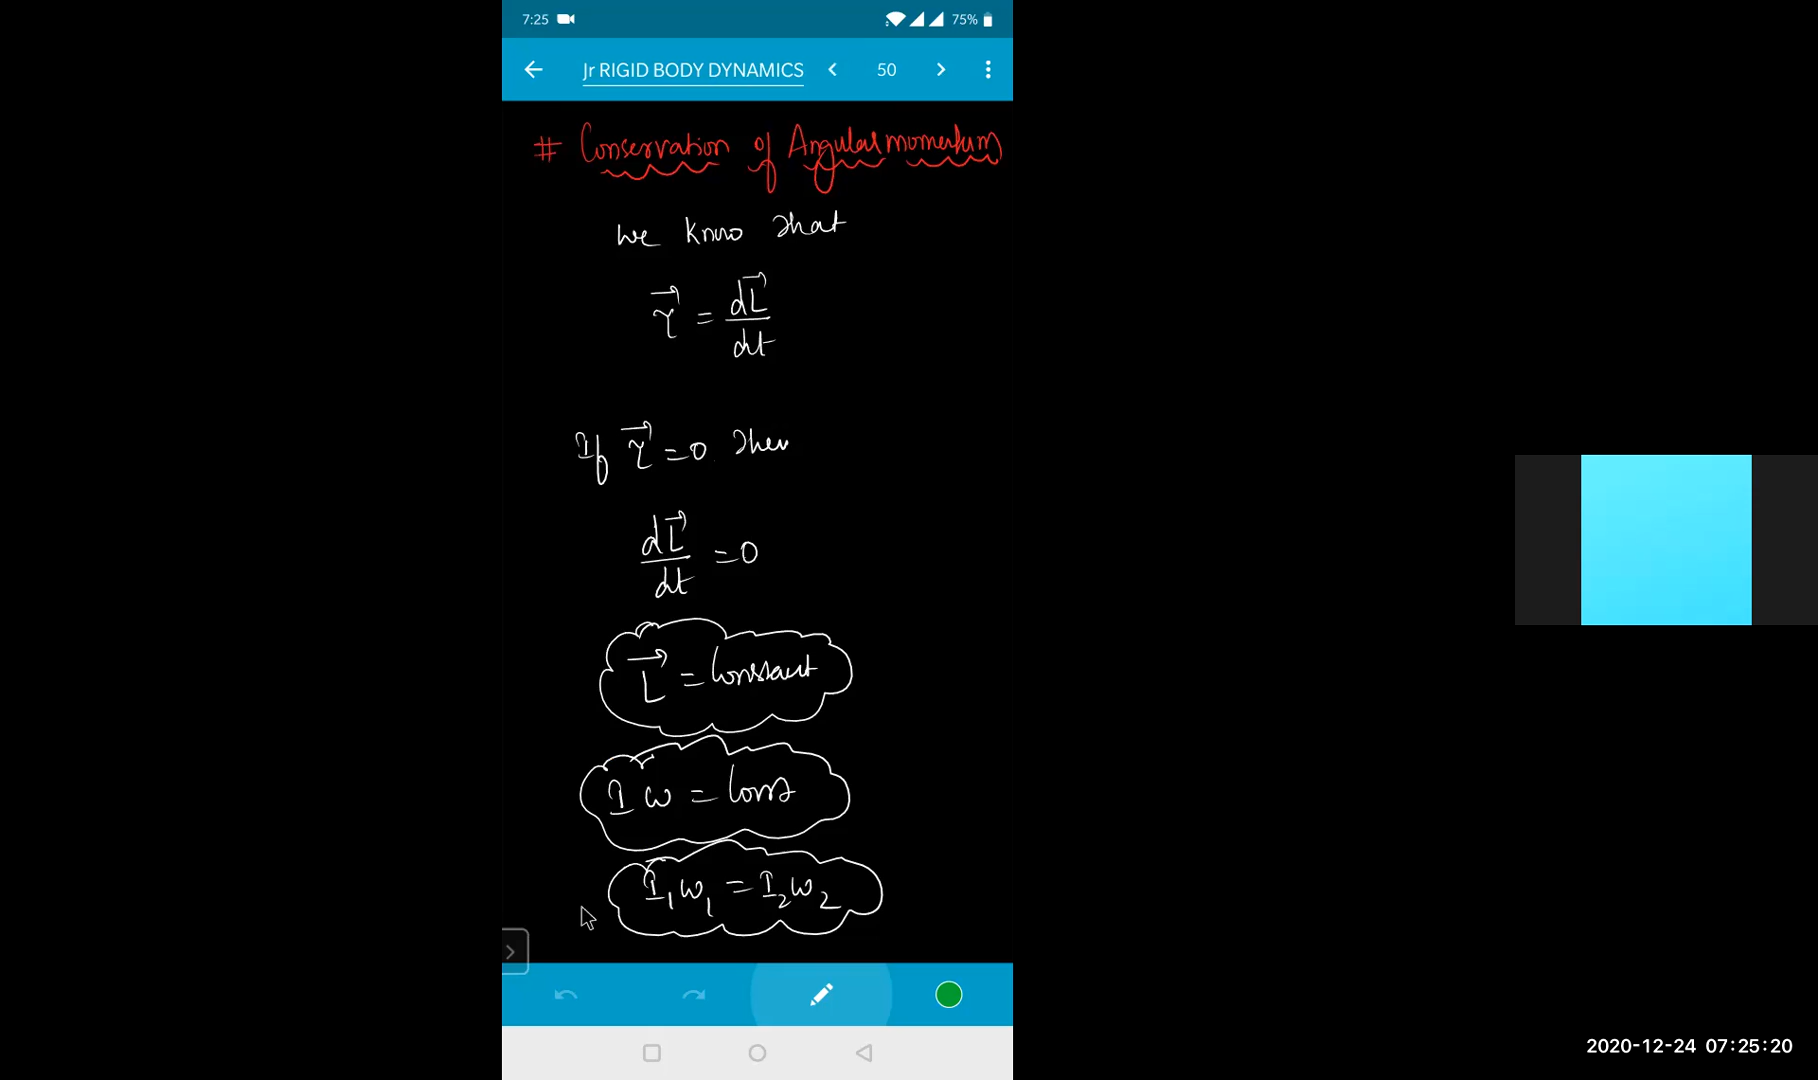 7:25 75%
Jr RIGID BODY DYNAMICS < 50 >
# Conservation of Angular momentum
We know that
τ⃗ = dL⃗/dt
If τ⃗ = 0 then
dL⃗/dt = 0
L⃗ = Constant
I ω = Const
I₁ω₁ = I₂ω₂
2020-12-24 07:25:20